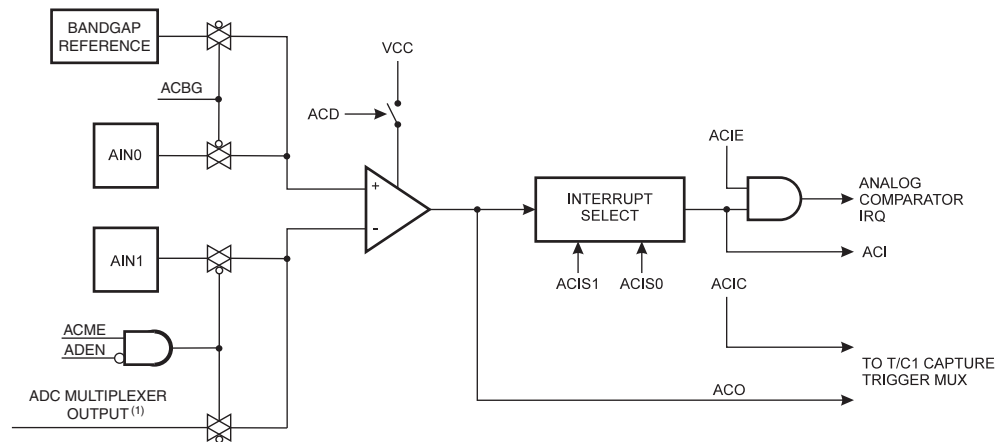 BANDGAP
REFERENCE
VCC
ACBG
ACD
AIN0
ACIE
+
-
INTERRUPT
SELECT
ANALOG
COMPARATOR
IRQ
AIN1
ACI
ACIS1 ACIS0 ACIC
ACME
ADEN
TO T/C1 CAPTURE
TRIGGER MUX
ADC MULTIPLEXER
OUTPUT (1)
ACO